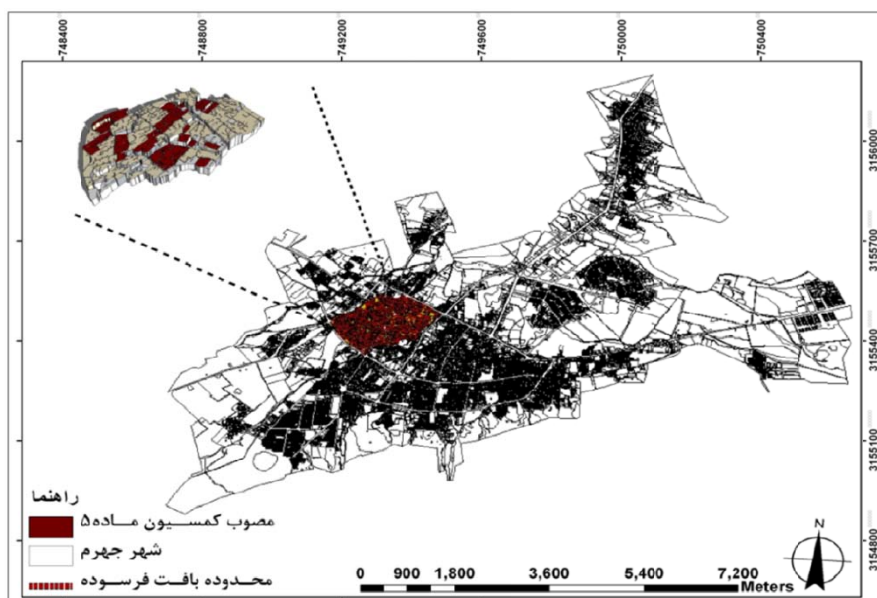 748400 748800 749200 749600 750000 750400
3156000
3155700
3155400
3155100
3154800
راهنما
مصوب کمسیون ماده۵
شهر جهرم
محدوده بافت فرسوده
N
0 900 1,800 3,600 5,400 7,200
Meters